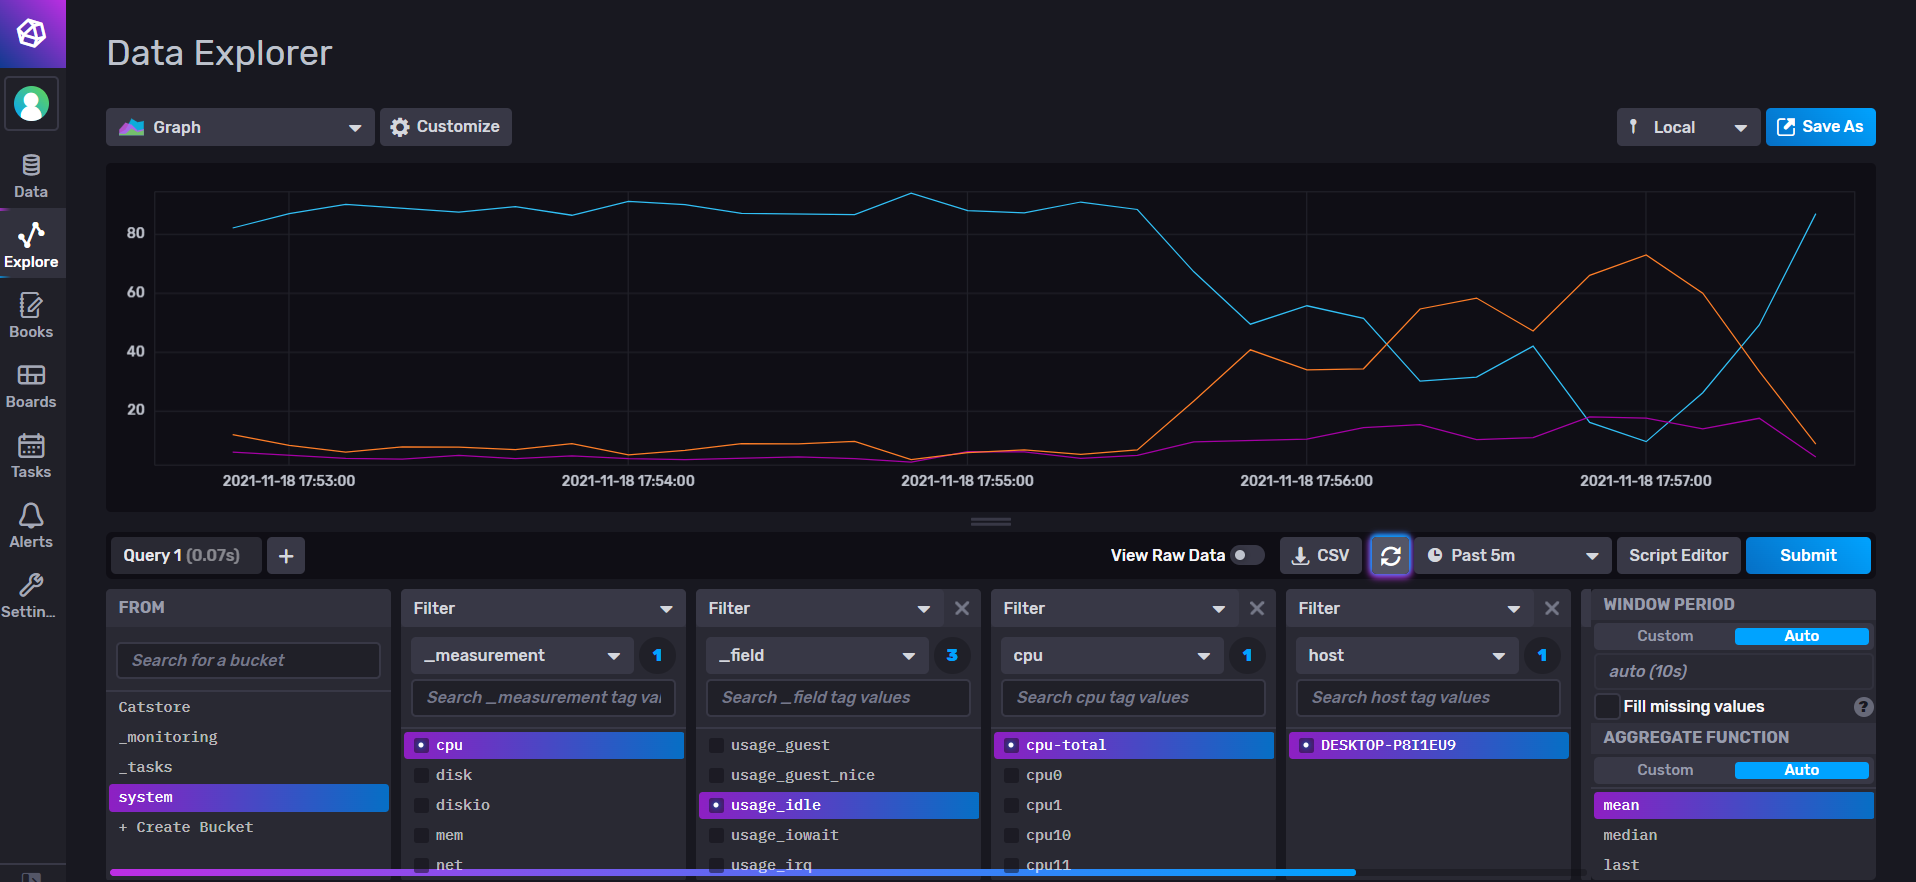 Data Explorer
Graph
Customize
Local
Save As
Data
Explore
Books
Boards
Tasks
Alerts
Settin...
80
60
40
20
2021-11-18 17:53:00
2021-11-18 17:54:00
2021-11-18 17:55:00
2021-11-18 17:56:00
2021-11-18 17:57:00
Query 1 (0.07s)
+
View Raw Data
CSV
Past 5m
Script Editor
Submit
FROM
Search for a bucket
Catstore
_monitoring
_tasks
system
+ Create Bucket
Filter
_measurement
1
Search _measurement tag val
cpu
disk
diskio
mem
net
Filter
_field
3
Search _field tag values
usage_guest
usage_guest_nice
usage_idle
usage_iowait
usage_irq
Filter
cpu
1
Search cpu tag values
cpu-total
cpu0
cpu1
cpu10
cpu11
Filter
host
1
Search host tag values
DESKTOP-P8I1EU9
WINDOW PERIOD
Custom
Auto
auto (10s)
Fill missing values
?
AGGREGATE FUNCTION
Custom
Auto
mean
median
last